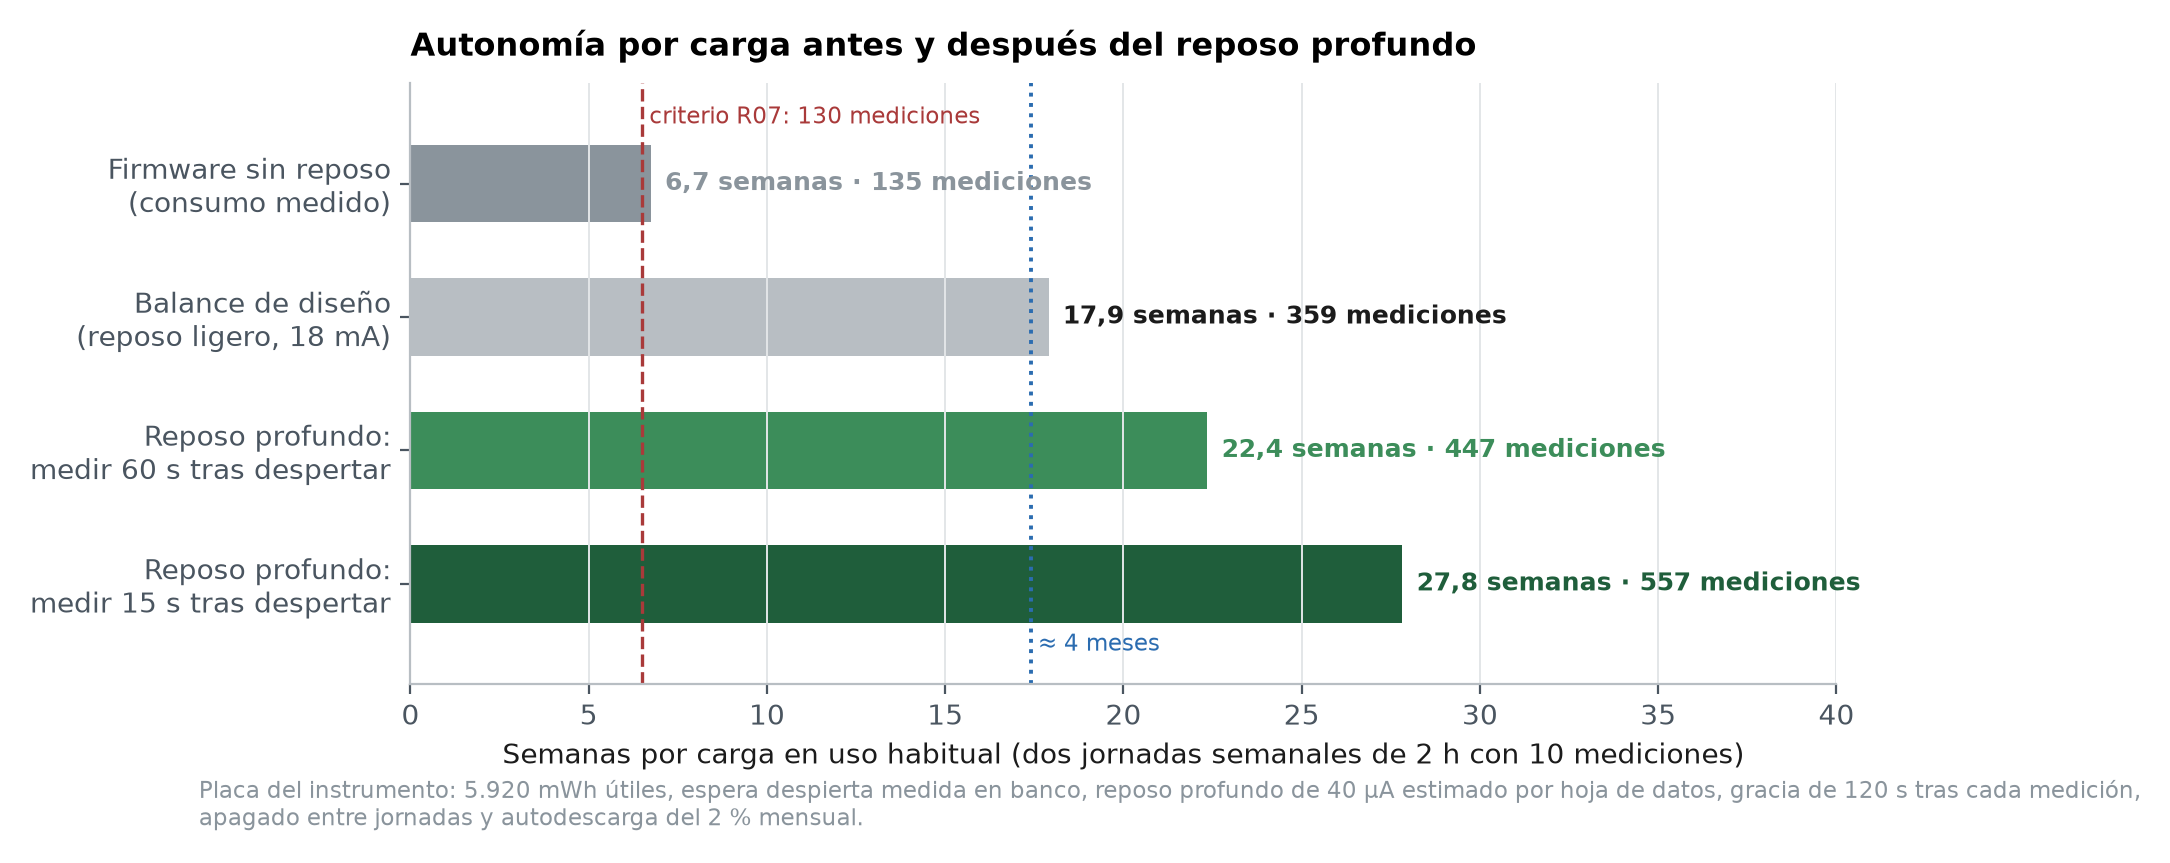 Autonomía por carga antes y después del reposo profundo
criterio R07: 130 mediciones
Firmware sin reposo
(consumo medido)
6,7 semanas · 135 mediciones
Balance de diseño
(reposo ligero, 18 mA)
17,9 semanas · 359 mediciones
Reposo profundo:
medir 60 s tras despertar
22,4 semanas · 447 mediciones
Reposo profundo:
medir 15 s tras despertar
27,8 semanas · 557 mediciones
≈ 4 meses
0 5 10 15 20 25 30 35 40
Semanas por carga en uso habitual (dos jornadas semanales de 2 h con 10 mediciones)
Placa del instrumento: 5.920 mWh útiles, espera despierta medida en banco, reposo profundo de 40 µA estimado por hoja de datos, gracia de 120 s tras cada medición,
apagado entre jornadas y autodescarga del 2 % mensual.